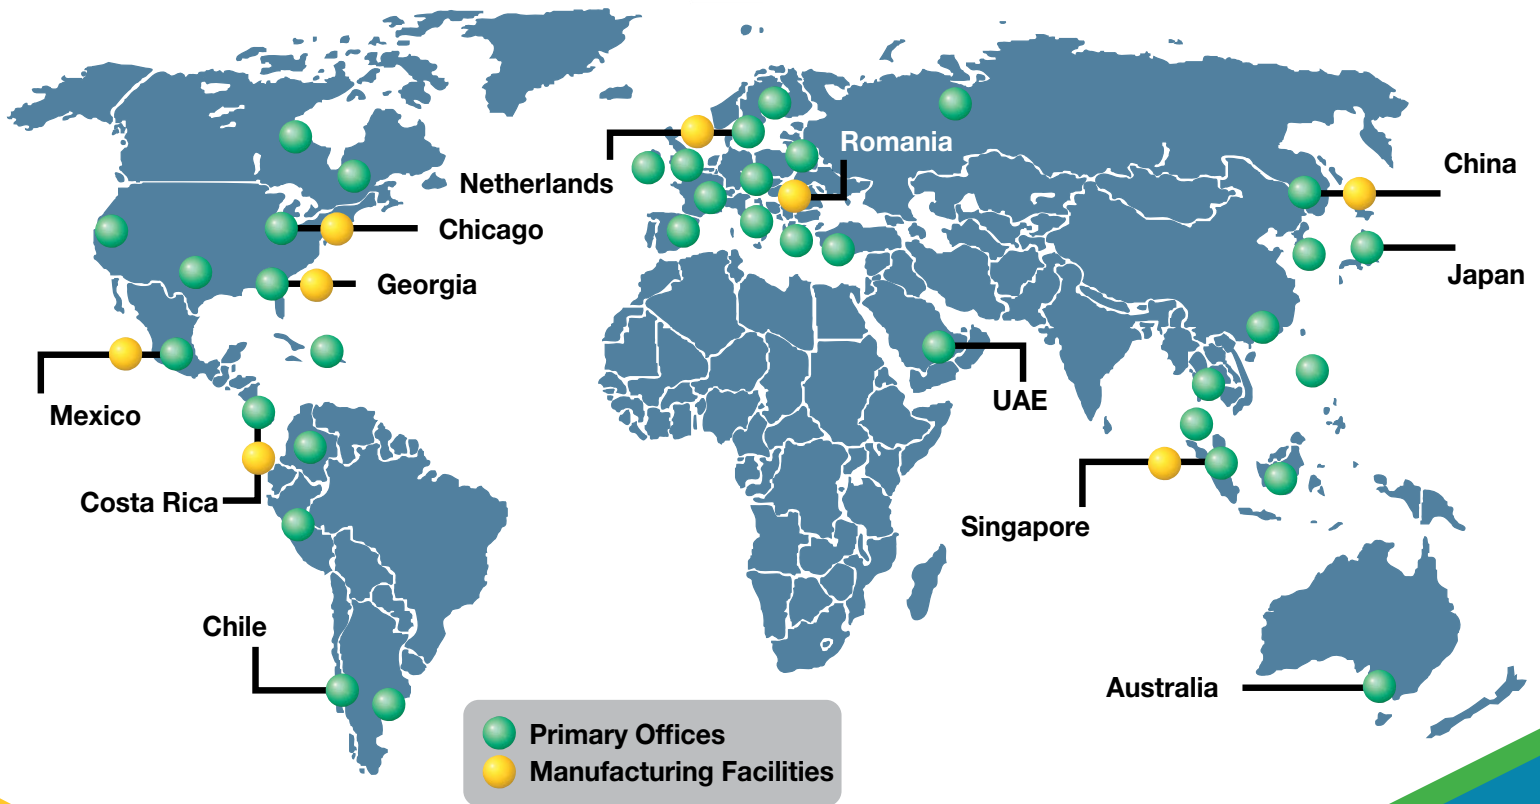 Romania
China
Netherlands
Chicago
Japan
Georgia
UAE
Mexico
Costa Rica
Singapore
Chile
Australia
Primary Offices
Manufacturing Facilities